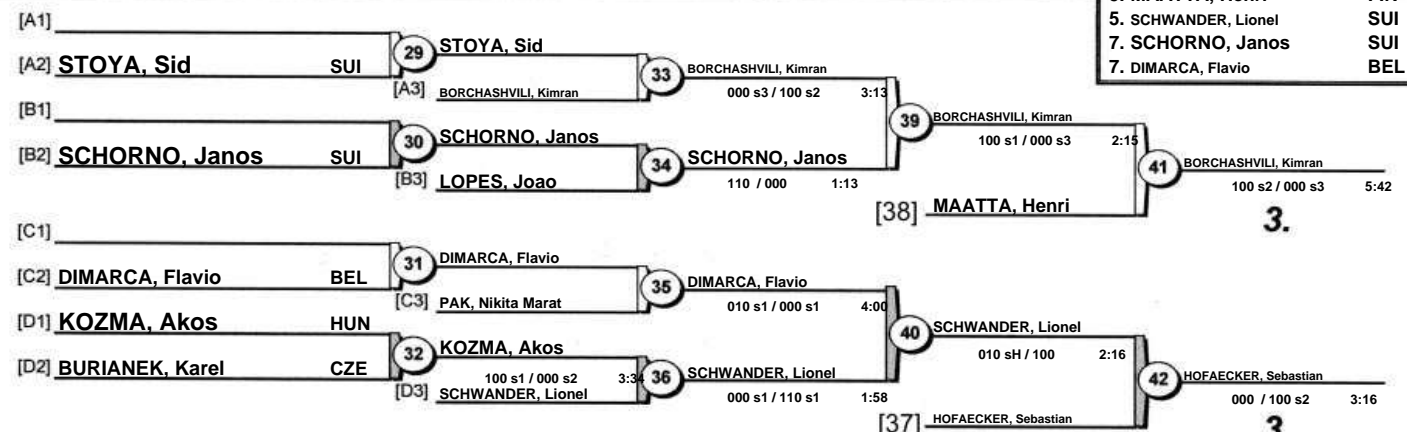 5. SCHWANDER, Lionel SUI
7. SCHORNO, Janos SUI
7. DIMARCA, Flavio BEL
[A1]
[A2] STOYA, Sid SUI
29 STOYA, Sid
[A3] BORCHASHVILI, Kimran
33 BORCHASHVILI, Kimran
000 s3 / 100 s2 3:13
[B1]
[B2] SCHORNO, Janos SUI
30 SCHORNO, Janos
[B3] LOPES, Joao
34 SCHORNO, Janos
110 / 000 1:13
39 BORCHASHVILI, Kimran
100 s1 / 000 s3 2:15
[38] MAATTA, Henri
41 BORCHASHVILI, Kimran
100 s2 / 000 s3 5:42
3.
[C1]
[C2] DIMARCA, Flavio BEL
31 DIMARCA, Flavio
[C3] PAK, Nikita Marat
35 DIMARCA, Flavio
010 s1 / 000 s1 4:00
[D1] KOZMA, Akos HUN
[D2] BURIANEK, Karel CZE
32 KOZMA, Akos
100 s1 / 000 s2 3:34
[D3] SCHWANDER, Lionel
36 SCHWANDER, Lionel
000 s1 / 110 s1 1:58
40 SCHWANDER, Lionel
010 sH / 100 2:16
[37] HOFAECKER, Sebastian
42 HOFAECKER, Sebastian
000 / 100 s2 3:16
3